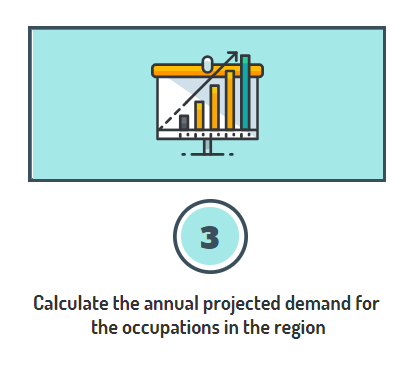 3
Calculate the annual projected demand for
the occupations in the region